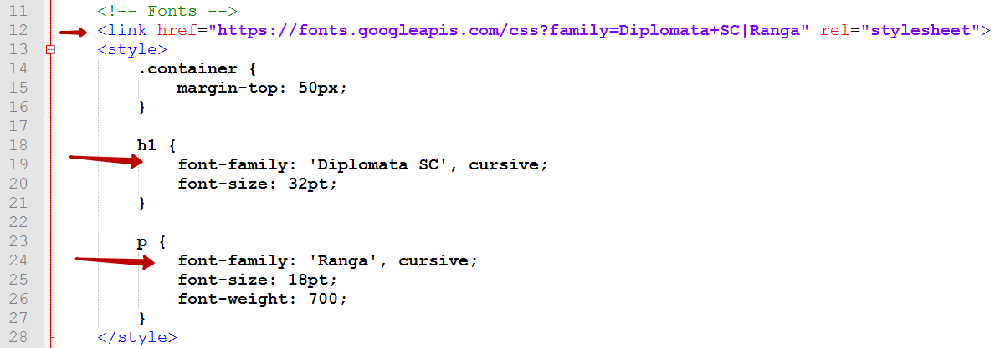 11 <!-- Fonts -->
12 <link href="https://fonts.googleapis.com/css?family=Diplomata+SC|Ranga" rel="stylesheet">
13 <style>
14 .container {
15 margin-top: 50px;
16 }
17
18 h1 {
19 font-family: 'Diplomata SC', cursive;
20 font-size: 32pt;
21 }
22
23 p {
24 font-family: 'Ranga', cursive;
25 font-size: 18pt;
26 font-weight: 700;
27 }
28 </style>